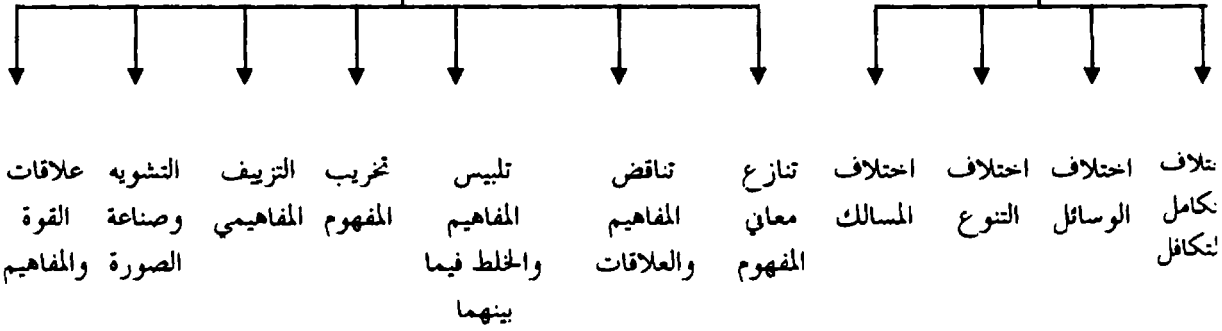 ختلاف
تكامل
لتكافل
اختلاف
الوسائل
اختلاف
التنوع
اختلاف
المسالك
تنازع
معاني
المفهوم
تناقض
المفاهيم
والعلاقات
تلبيس
المفاهيم
والخلط فيما
بينهما
تخريب
المفهوم
التزييف
المفاهيمي
التشويه
وصناعة
الصورة
علاقات
القوة
والمفاهيم